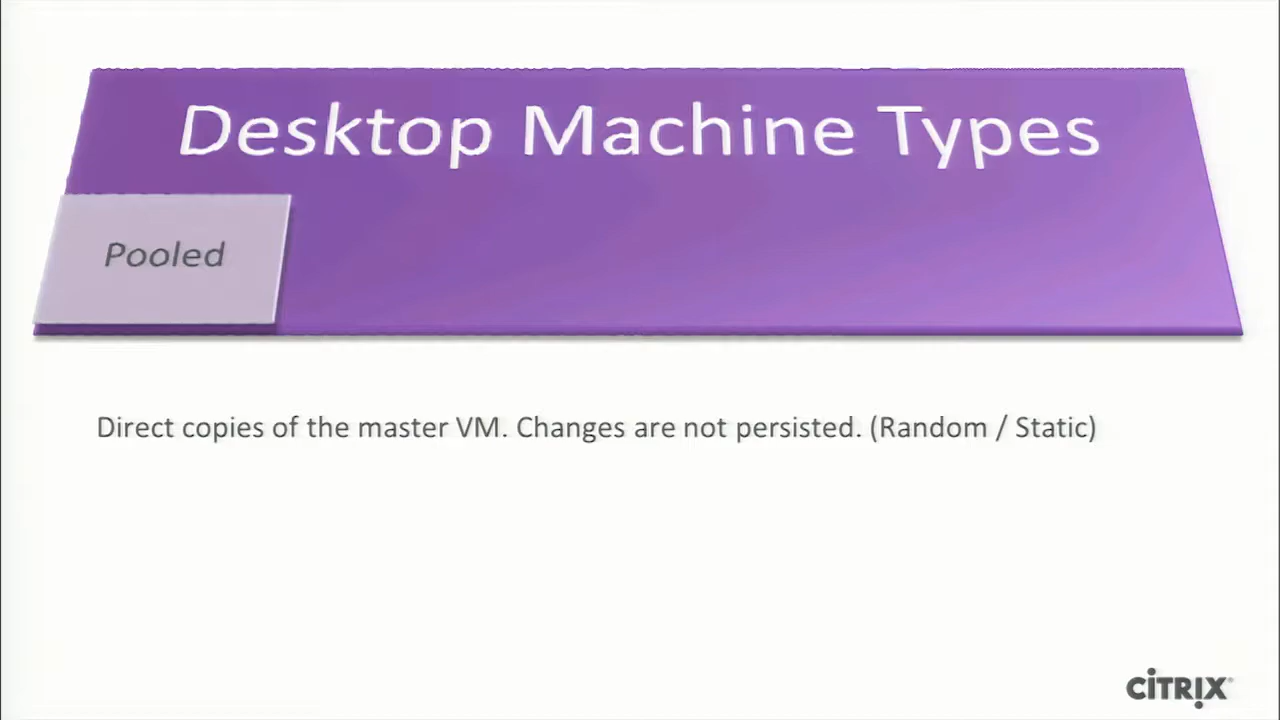 Desktop Machine Types
Pooled
Direct copies of the master VM. Changes are not persisted. (Random / Static)
CITRIX